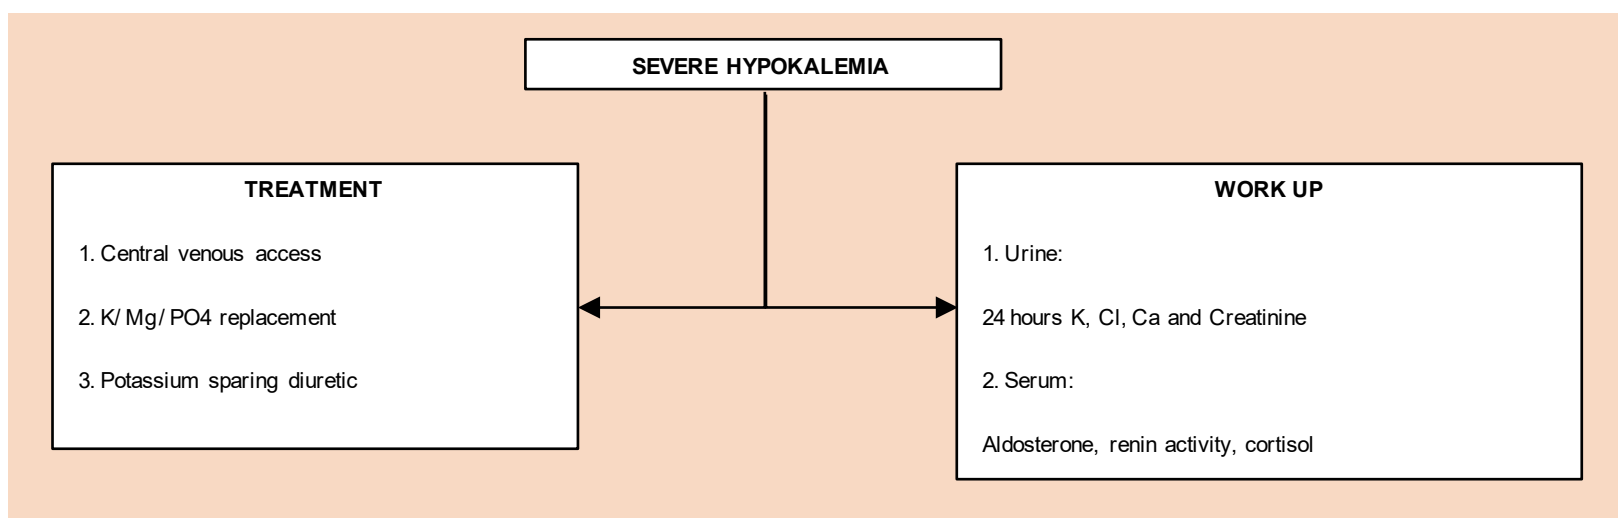 SEVERE HYPOKALEMIA
TREATMENT
1. Central venous access
2. K/ Mg/ PO4 replacement
3. Potassium sparing diuretic
WORK UP
1. Urine:
24 hours K, Cl, Ca and Creatinine
2. Serum:
Aldosterone, renin activity, cortisol